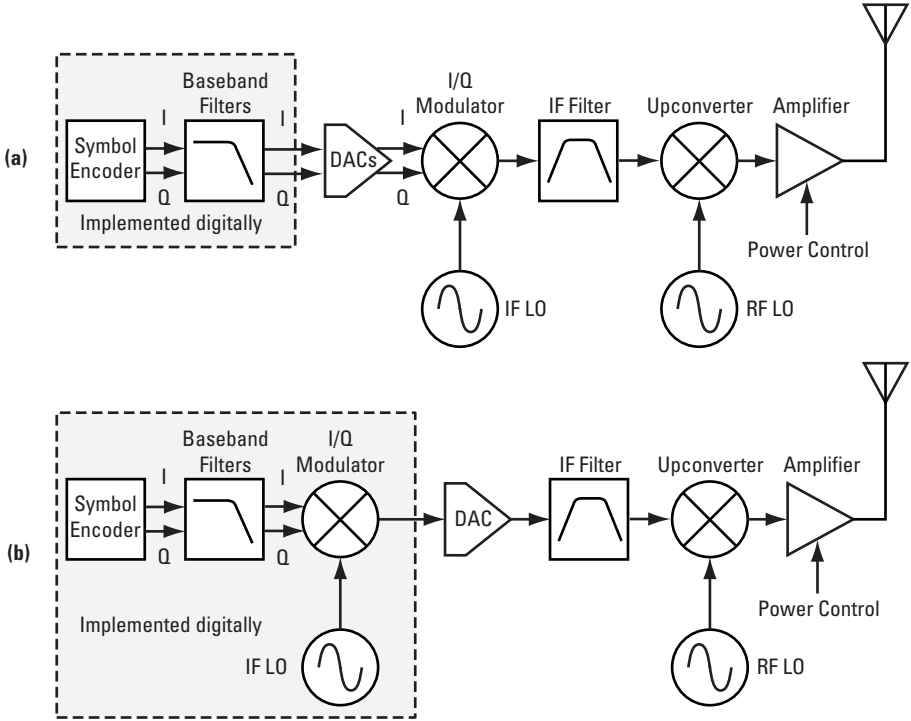 (a)
Baseband
Filters
I/Q
Modulator
IF Filter
Upconverter
Amplifier
I
I
I
Symbol
Encoder
DACs
Q
Q
Q
Implemented digitally
Power Control
IF LO
RF LO
(b)
Baseband
Filters
I/Q
Modulator
IF Filter
Upconverter
Amplifier
I
I
Symbol
Encoder
DAC
Q
Q
Implemented digitally
Power Control
IF LO
RF LO